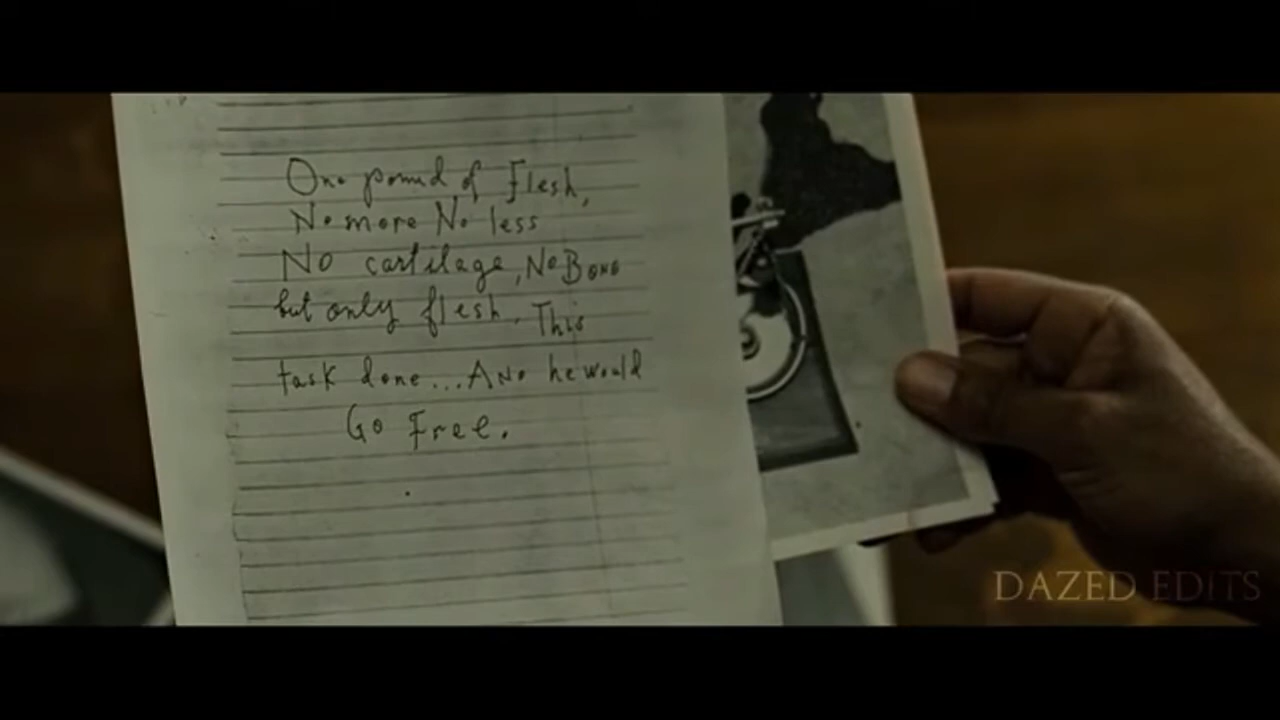 One pound of Flesh,
No more No less
No cartilage, No Bone
but only flesh. This
task done... And he would
Go Free.
DAZED EDITS